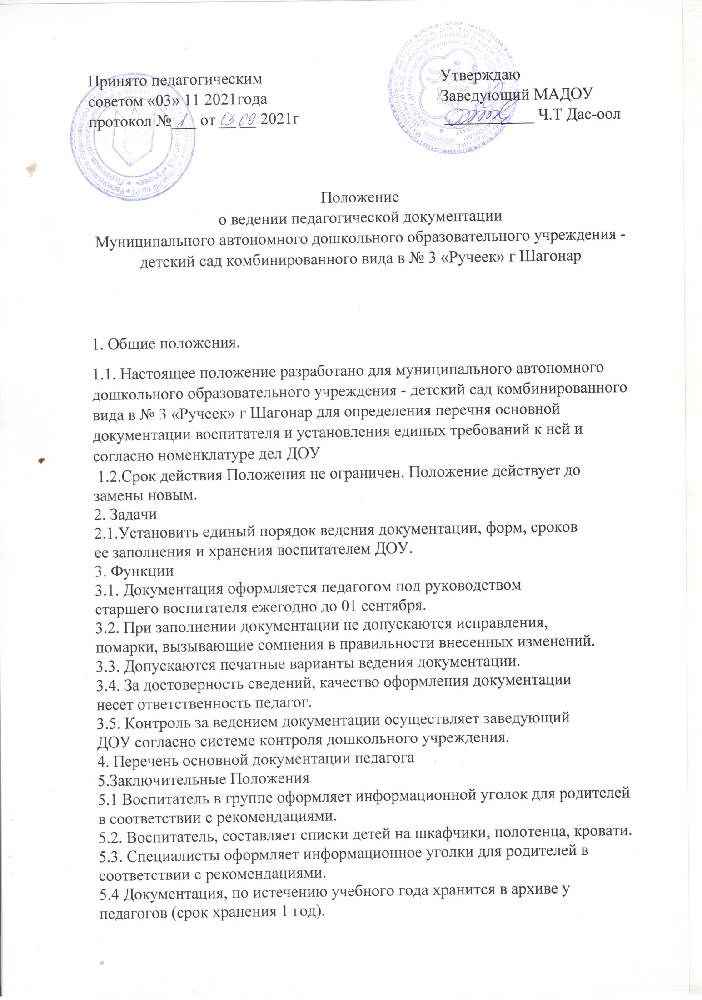 Принято педагогическим
советом «03» 11 2021года
протокол № 1 от 03 09 2021г
Утверждаю
Заведующий МАДОУ
Ч.Т Дас-оол
Положение
о ведении педагогической документации
Муниципального автономного дошкольного образовательного учреждения -
детский сад комбинированного вида в № 3 «Ручеек» г Шагонар
1. Общие положения.
1.1. Настоящее положение разработано для муниципального автономного
дошкольного образовательного учреждения - детский сад комбинированного
вида в № 3 «Ручеек» г Шагонар для определения перечня основной
документации воспитателя и установления единых требований к ней и
согласно номенклатуре дел ДОУ
1.2.Срок действия Положения не ограничен. Положение действует до
замены новым.
2. Задачи
2.1.Установить единый порядок ведения документации, форм, сроков
ее заполнения и хранения воспитателем ДОУ.
3. Функции
3.1. Документация оформляется педагогом под руководством
старшего воспитателя ежегодно до 01 сентября.
3.2. При заполнении документации не допускаются исправления,
помарки, вызывающие сомнения в правильности внесенных изменений.
3.3. Допускаются печатные варианты ведения документации.
3.4. За достоверность сведений, качество оформления документации
несет ответственность педагог.
3.5. Контроль за ведением документации осуществляет заведующий
ДОУ согласно системе контроля дошкольного учреждения.
4. Перечень основной документации педагога
5.Заключительные Положения
5.1 Воспитатель в группе оформляет информационной уголок для родителей
в соответствии с рекомендациями.
5.2. Воспитатель, составляет списки детей на шкафчики, полотенца, кровати.
5.3. Специалисты оформляет информационное уголки для родителей в
соответствии с рекомендациями.
5.4 Документация, по истечению учебного года хранится в архиве у
педагогов (срок хранения 1 год).